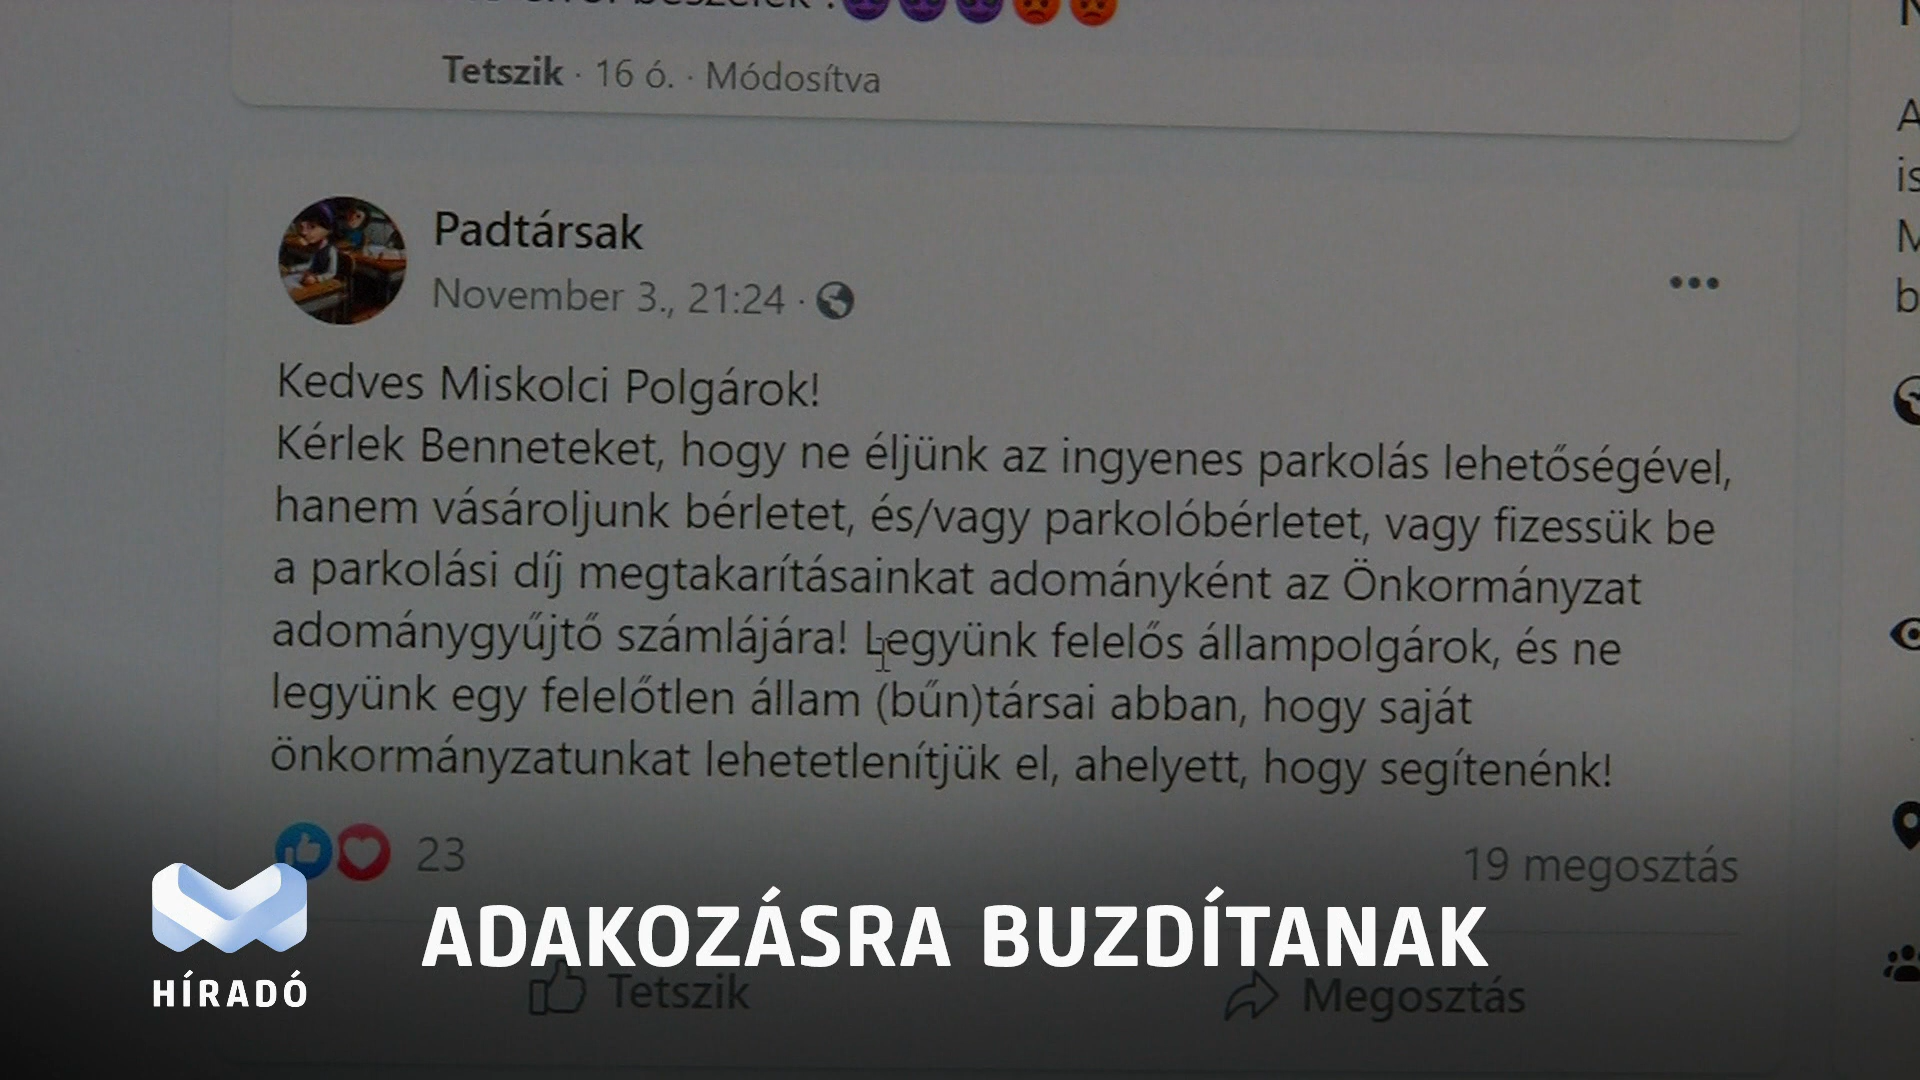 Tetszik · 16 ó. · Módosítva
Padtársak
November 3., 21:24 ·
Kedves Miskolci Polgárok!
Kérlek Benneteket, hogy ne éljünk az ingyenes parkolás lehetőségével,
hanem vásároljunk bérletet, és/vagy parkolóbérletet, vagy fizessük be
a parkolási díj megtakarításainkat adományként az Önkormányzat
adománygyűjtő számlájára! Legyünk felelős állampolgárok, és ne
legyünk egy felelőtlen állam (bűn)társai abban, hogy saját
önkormányzatunkat lehetetlenítjük el, ahelyett, hogy segítenénk!
23
19 megosztás
ADAKOZÁSRA BUZDÍTANAK
HÍRADÓ
Tetszik
Megosztás